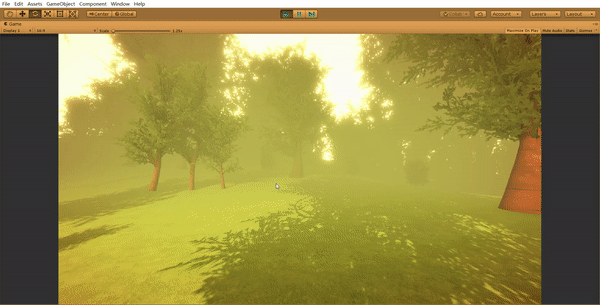 File Edit Assets GameObject Component Window Help
Center Global Account Layers Layout
Game
Display 1 16:9 Scale 1.25x Maximize On Play Mute Audio Stats Gizmos